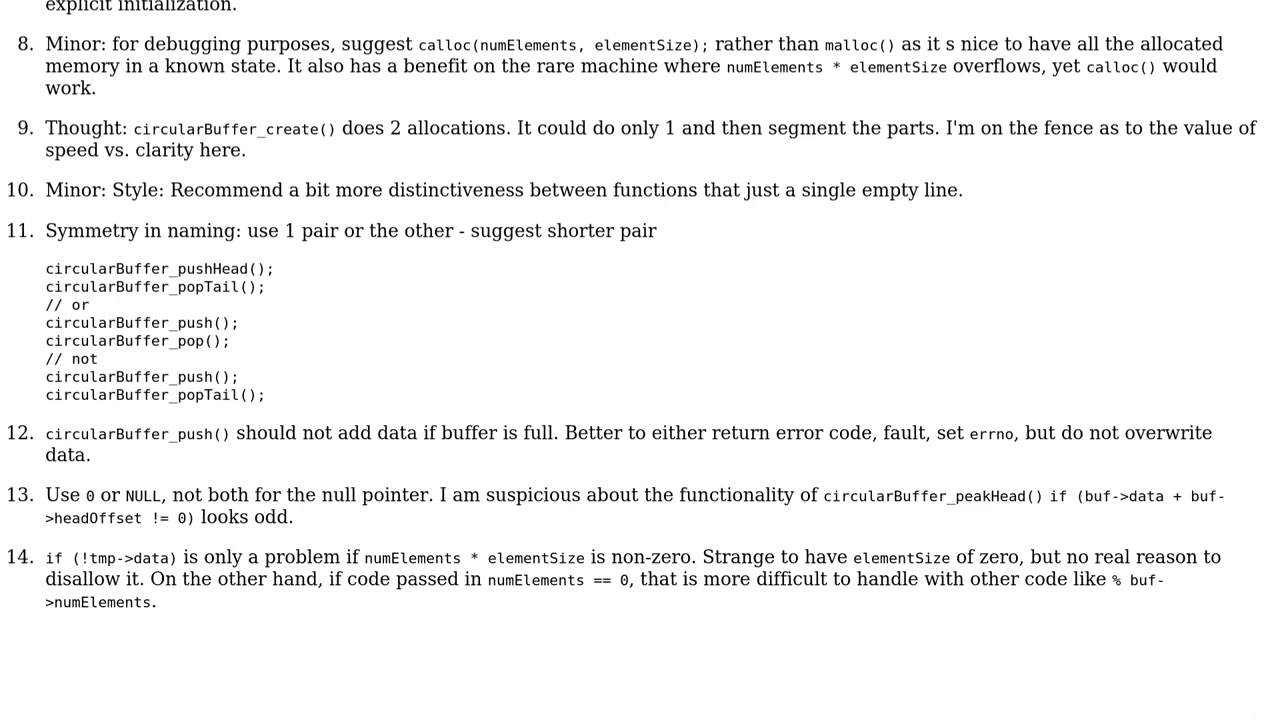 explicit initialization.
8. Minor: for debugging purposes, suggest calloc(numElements, elementSize); rather than malloc() as it s nice to have all the allocated
memory in a known state. It also has a benefit on the rare machine where numElements * elementSize overflows, yet calloc() would
work.
9. Thought: circularBuffer_create() does 2 allocations. It could do only 1 and then segment the parts. I'm on the fence as to the value of
speed vs. clarity here.
10. Minor: Style: Recommend a bit more distinctiveness between functions that just a single empty line.
11. Symmetry in naming: use 1 pair or the other - suggest shorter pair
circularBuffer_pushHead();
circularBuffer_popTail();
// or
circularBuffer_push();
circularBuffer_pop();
// not
circularBuffer_push();
circularBuffer_popTail();
12. circularBuffer_push() should not add data if buffer is full. Better to either return error code, fault, set errno, but do not overwrite
data.
13. Use 0 or NULL, not both for the null pointer. I am suspicious about the functionality of circularBuffer_peakHead() if (buf->data + buf-
>headOffset != 0) looks odd.
14. if (!tmp->data) is only a problem if numElements * elementSize is non-zero. Strange to have elementSize of zero, but no real reason to
disallow it. On the other hand, if code passed in numElements == 0, that is more difficult to handle with other code like % buf-
>numElements.